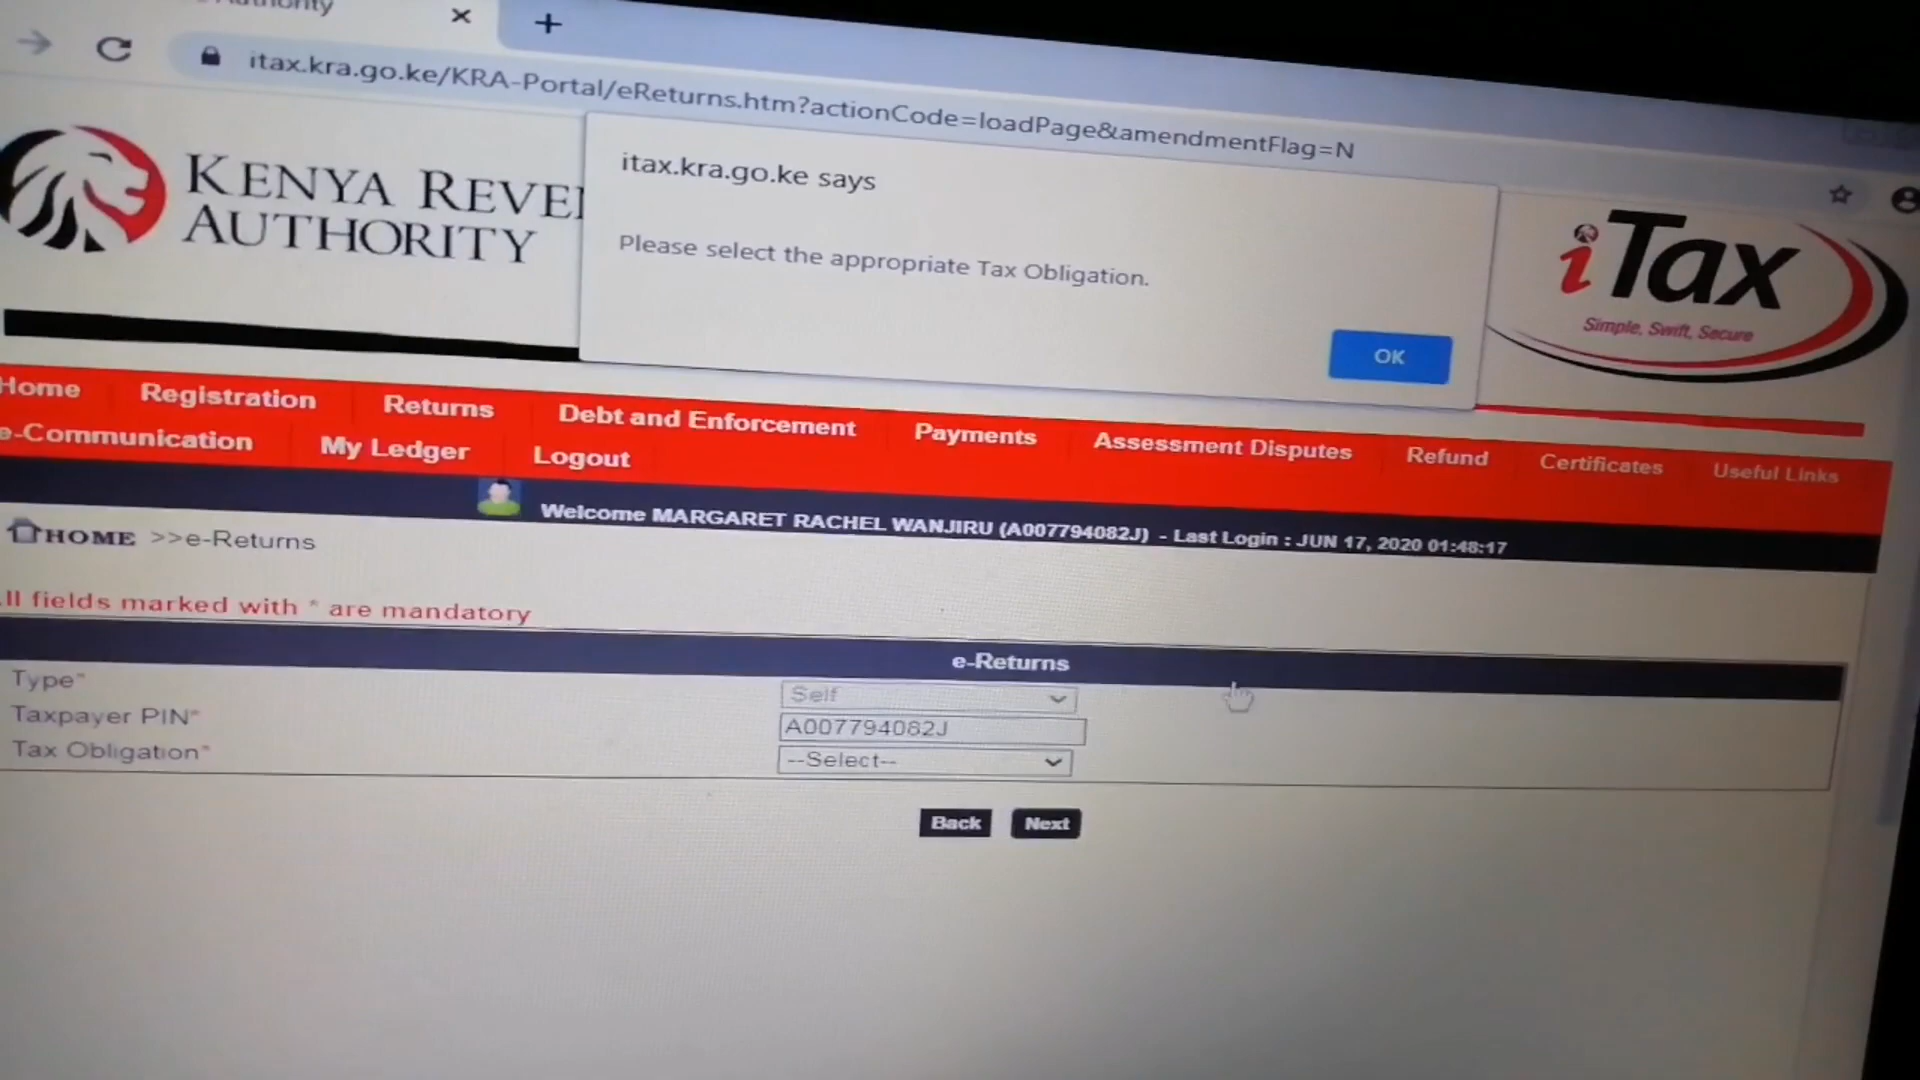 itax.kra.go.ke/KRA-Portal/eReturns.htm?actionCode=loadPage&amendmentFlag=N
itax.kra.go.ke says
Please select the appropriate Tax Obligation.
OK
KENYA REVE
AUTHORITY
iTax
Simple, Swift, Secure
Home Registration Returns Debt and Enforcement Payments Assessment Disputes Refund Certificates Useful Links
e-Communication My Ledger Logout
Welcome MARGARET RACHEL WANJIRU (A007794082J) - Last Login : JUN 17, 2020 01:48:17
HOME >>e-Returns
ll fields marked with * are mandatory
e-Returns
Type* Self
Taxpayer PIN* A007794082J
Tax Obligation* --Select--
Back Next